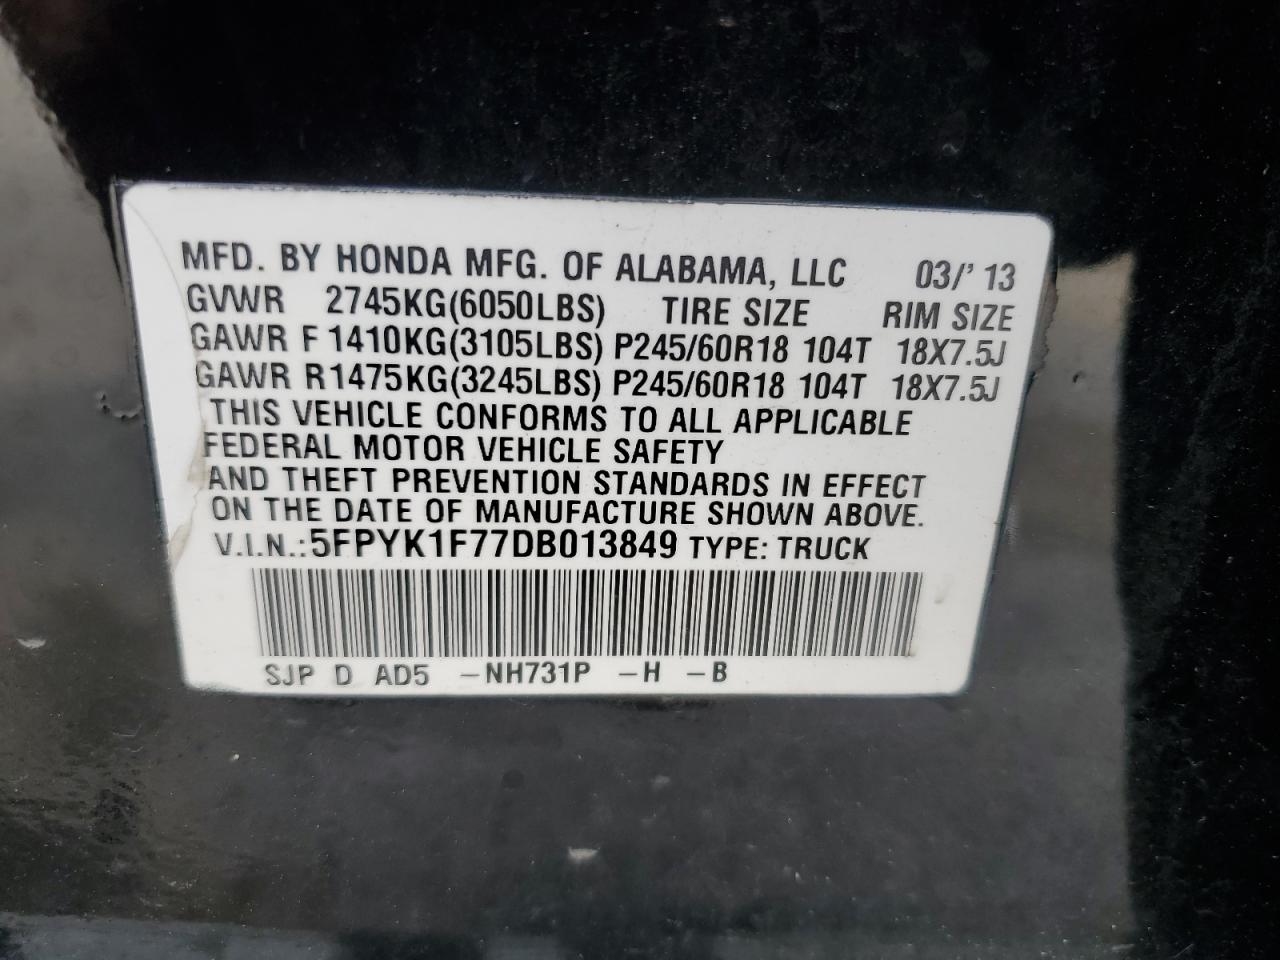 MFD. BY HONDA MFG. OF ALABAMA, LLC 03/' 13
GVWR 2745KG(6050LBS) TIRE SIZE RIM SIZE
GAWR F 1410KG(3105LBS) P245/60R18 104T 18X7.5J
GAWR R1475KG(3245LBS) P245/60R18 104T 18X7.5J
THIS VEHICLE CONFORMS TO ALL APPLICABLE
FEDERAL MOTOR VEHICLE SAFETY
AND THEFT PREVENTION STANDARDS IN EFFECT
ON THE DATE OF MANUFACTURE SHOWN ABOVE.
V.I.N.:5FPYK1F77DB013849 TYPE: TRUCK
SJP D AD5 -NH731P -H -B